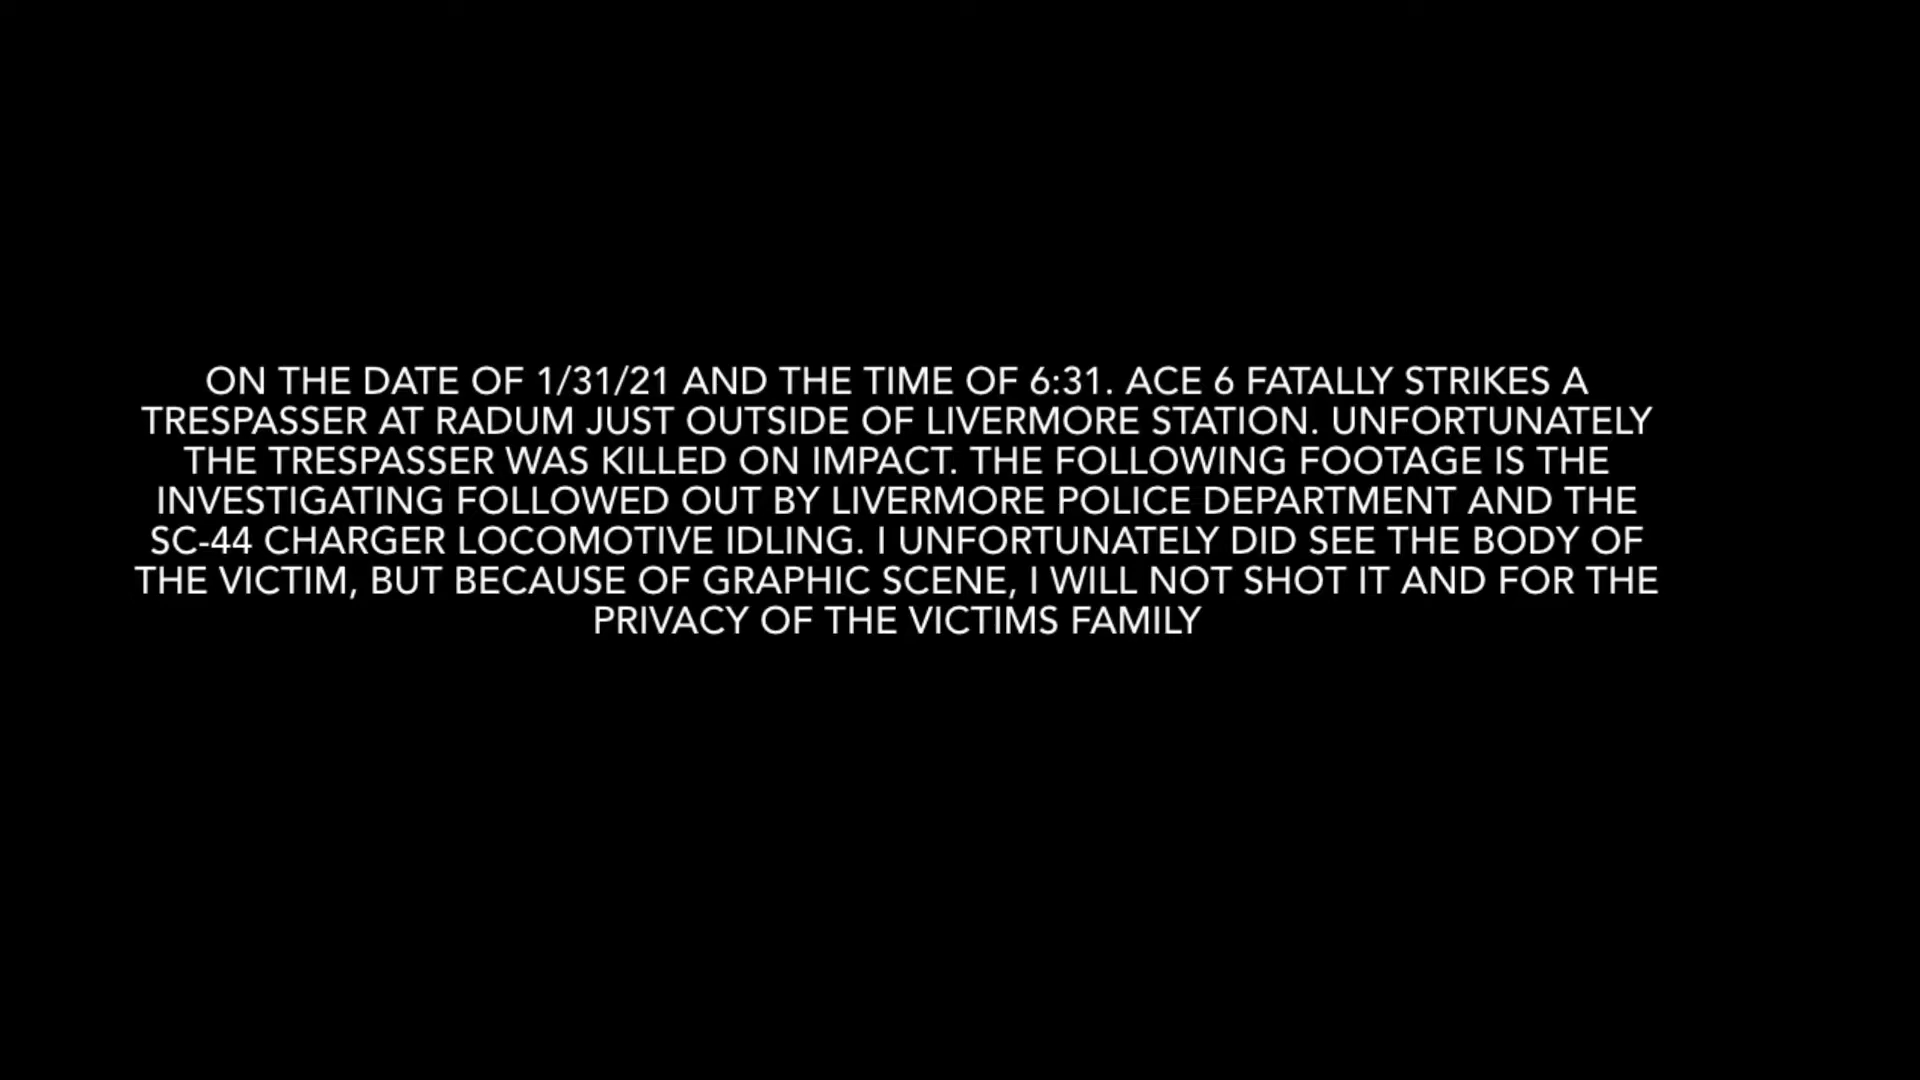 ON THE DATE OF 1/31/21 AND THE TIME OF 6:31. ACE 6 FATALLY STRIKES A
TRESPASSER AT RADUM JUST OUTSIDE OF LIVERMORE STATION. UNFORTUNATELY
THE TRESPASSER WAS KILLED ON IMPACT. THE FOLLOWING FOOTAGE IS THE
INVESTIGATING FOLLOWED OUT BY LIVERMORE POLICE DEPARTMENT AND THE
SC-44 CHARGER LOCOMOTIVE IDLING. I UNFORTUNATELY DID SEE THE BODY OF
THE VICTIM, BUT BECAUSE OF GRAPHIC SCENE, I WILL NOT SHOT IT AND FOR THE
PRIVACY OF THE VICTIMS FAMILY